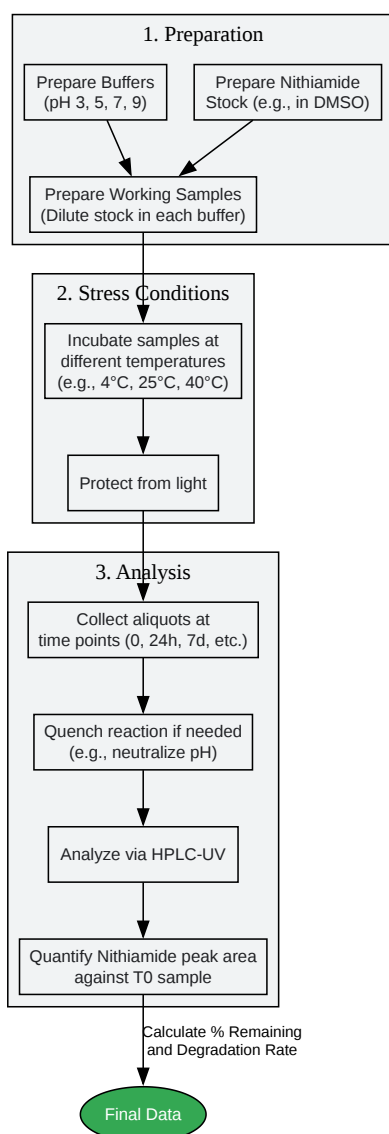 1. Preparation
Prepare Buffers
(pH 3, 5, 7, 9)
Prepare Nithiamide
Stock (e.g., in DMSO)
Prepare Working Samples
(Dilute stock in each buffer)
2. Stress Conditions
Incubate samples at
different temperatures
(e.g., 4°C, 25°C, 40°C)
Protect from light
3. Analysis
Collect aliquots at
time points (0, 24h, 7d, etc.)
Quench reaction if needed
(e.g., neutralize pH)
Analyze via HPLC-UV
Quantify Nithiamide peak area
against T0 sample
Calculate % Remaining
and Degradation Rate
Final Data